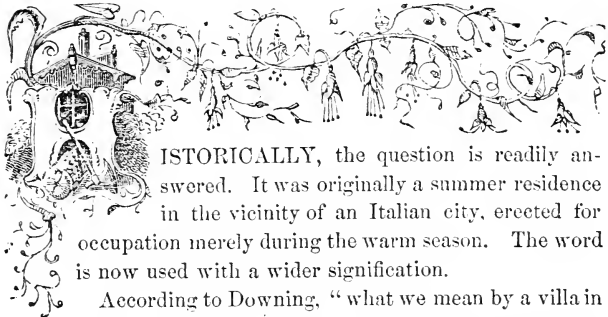 HISTORICALLY, the question is readily an-
swered. It was originally a summer residence
in the vicinity of an Italian city, erected for
occupation merely during the warm season. The word
is now used with a wider signification.
According to Downing, “ what we mean by a villa in